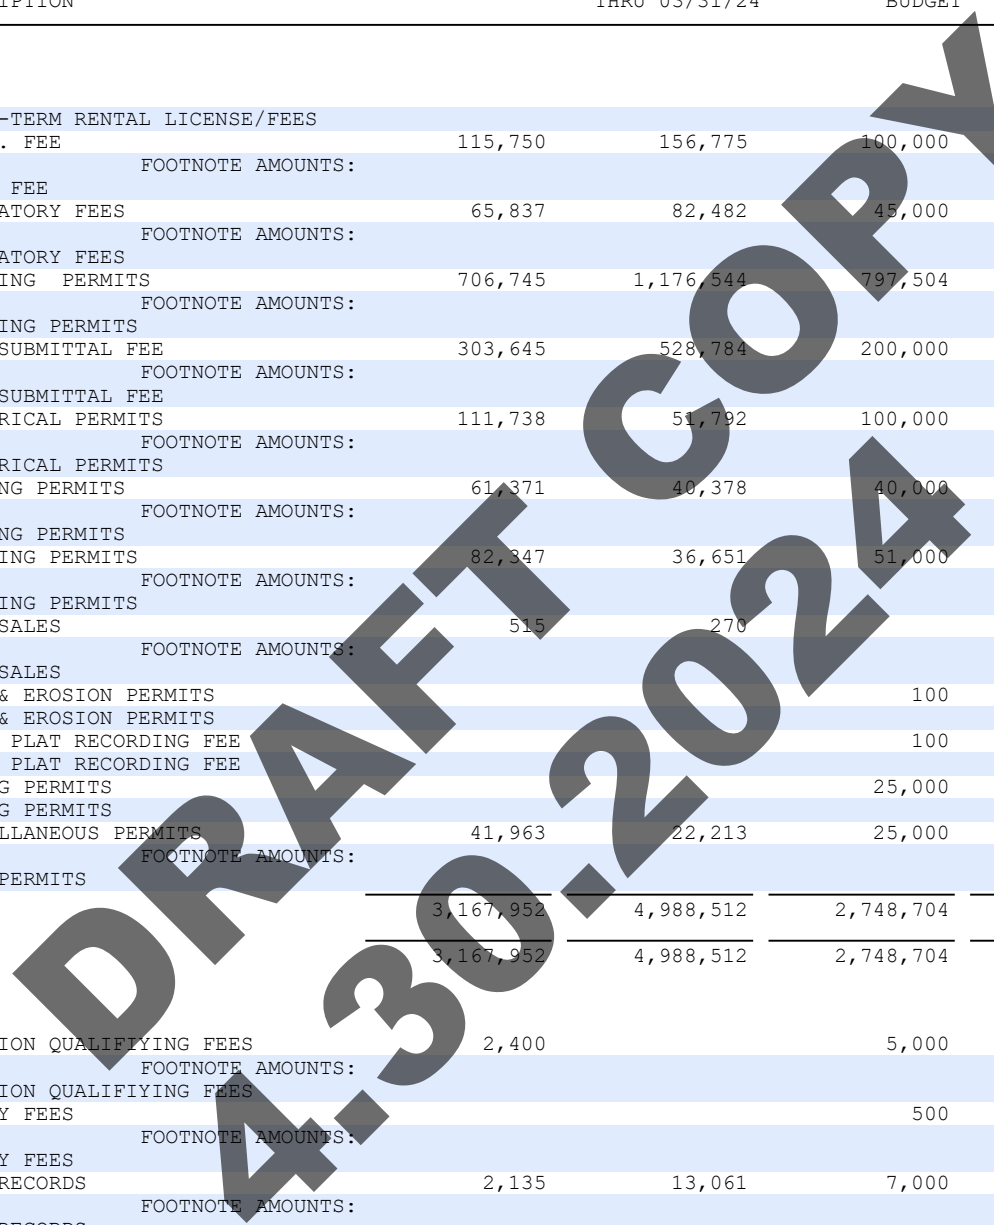 IPTION THRU 03/31/24 BUDGET
-TERM RENTAL LICENSE/FEES
. FEE 115,750 156,775 100,000
FOOTNOTE AMOUNTS:
FEE
ATORY FEES 65,837 82,482 45,000
FOOTNOTE AMOUNTS:
ATORY FEES
ING PERMITS 706,745 1,176,544 797,504
FOOTNOTE AMOUNTS:
ING PERMITS
SUBMITTAL FEE 303,645 528,784 200,000
FOOTNOTE AMOUNTS:
SUBMITTAL FEE
RICAL PERMITS 111,738 51,792 100,000
FOOTNOTE AMOUNTS:
RICAL PERMITS
NG PERMITS 61,371 40,378 40,000
FOOTNOTE AMOUNTS:
NG PERMITS
ING PERMITS 82,347 36,651 51,000
FOOTNOTE AMOUNTS:
ING PERMITS
SALES 515 270
FOOTNOTE AMOUNTS:
SALES
& EROSION PERMITS 100
& EROSION PERMITS
PLAT RECORDING FEE 100
PLAT RECORDING FEE
G PERMITS 25,000
G PERMITS
LLANEOUS PERMITS 41,963 22,213 25,000
FOOTNOTE AMOUNTS:
PERMITS
3,167,952 4,988,512 2,748,704
3,167,952 4,988,512 2,748,704
ION QUALIFIYING FEES 2,400 5,000
FOOTNOTE AMOUNTS:
ION QUALIFIYING FEES
Y FEES 500
FOOTNOTE AMOUNTS:
Y FEES
RECORDS 2,135 13,061 7,000
FOOTNOTE AMOUNTS:
RECORDS
DRAFT COPY
4.30.2024